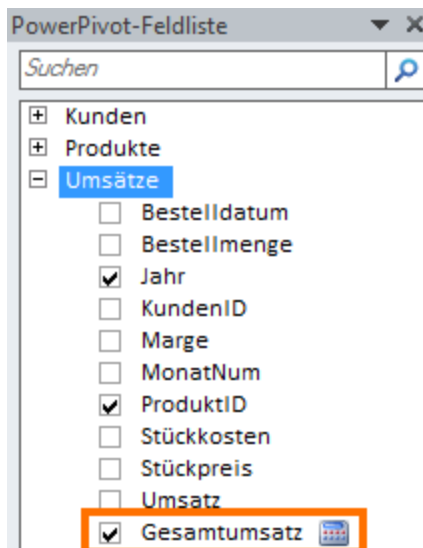 PowerPivot-Feldliste
Suchen
Kunden
Produkte
Umsätze
Bestelldatum
Bestellmenge
Jahr
KundenID
Marge
MonatNum
ProduktID
Stückkosten
Stückpreis
Umsatz
Gesamtumsatz